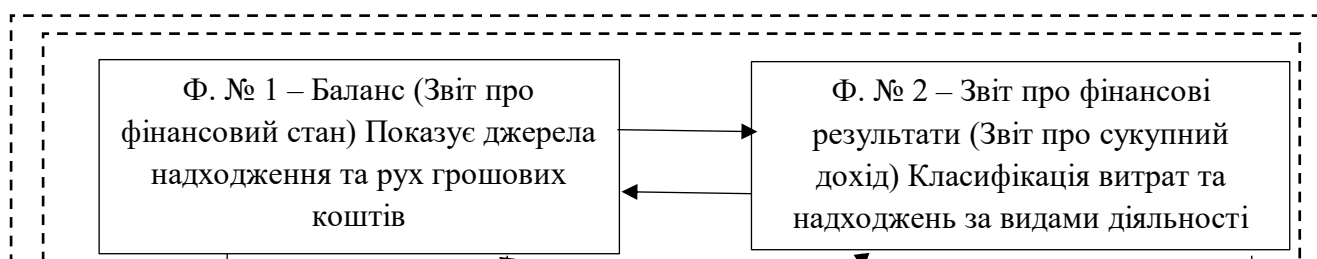 Ф. № 1 – Баланс (Звіт про
фінансовий стан) Показує джерела
надходження та рух грошових
коштів
Ф. № 2 – Звіт про фінансові
результати (Звіт про сукупний
дохід) Класифікація витрат та
надходжень за видами діяльності